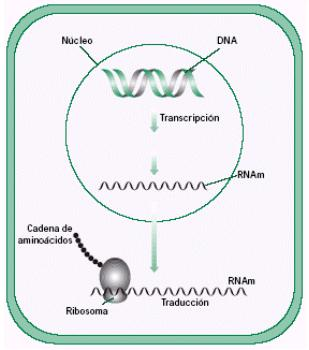 Núcleo
DNA
Transcripción
RNAm
Cadena de
aminoácidos
RNAm
Traducción
Ribosoma